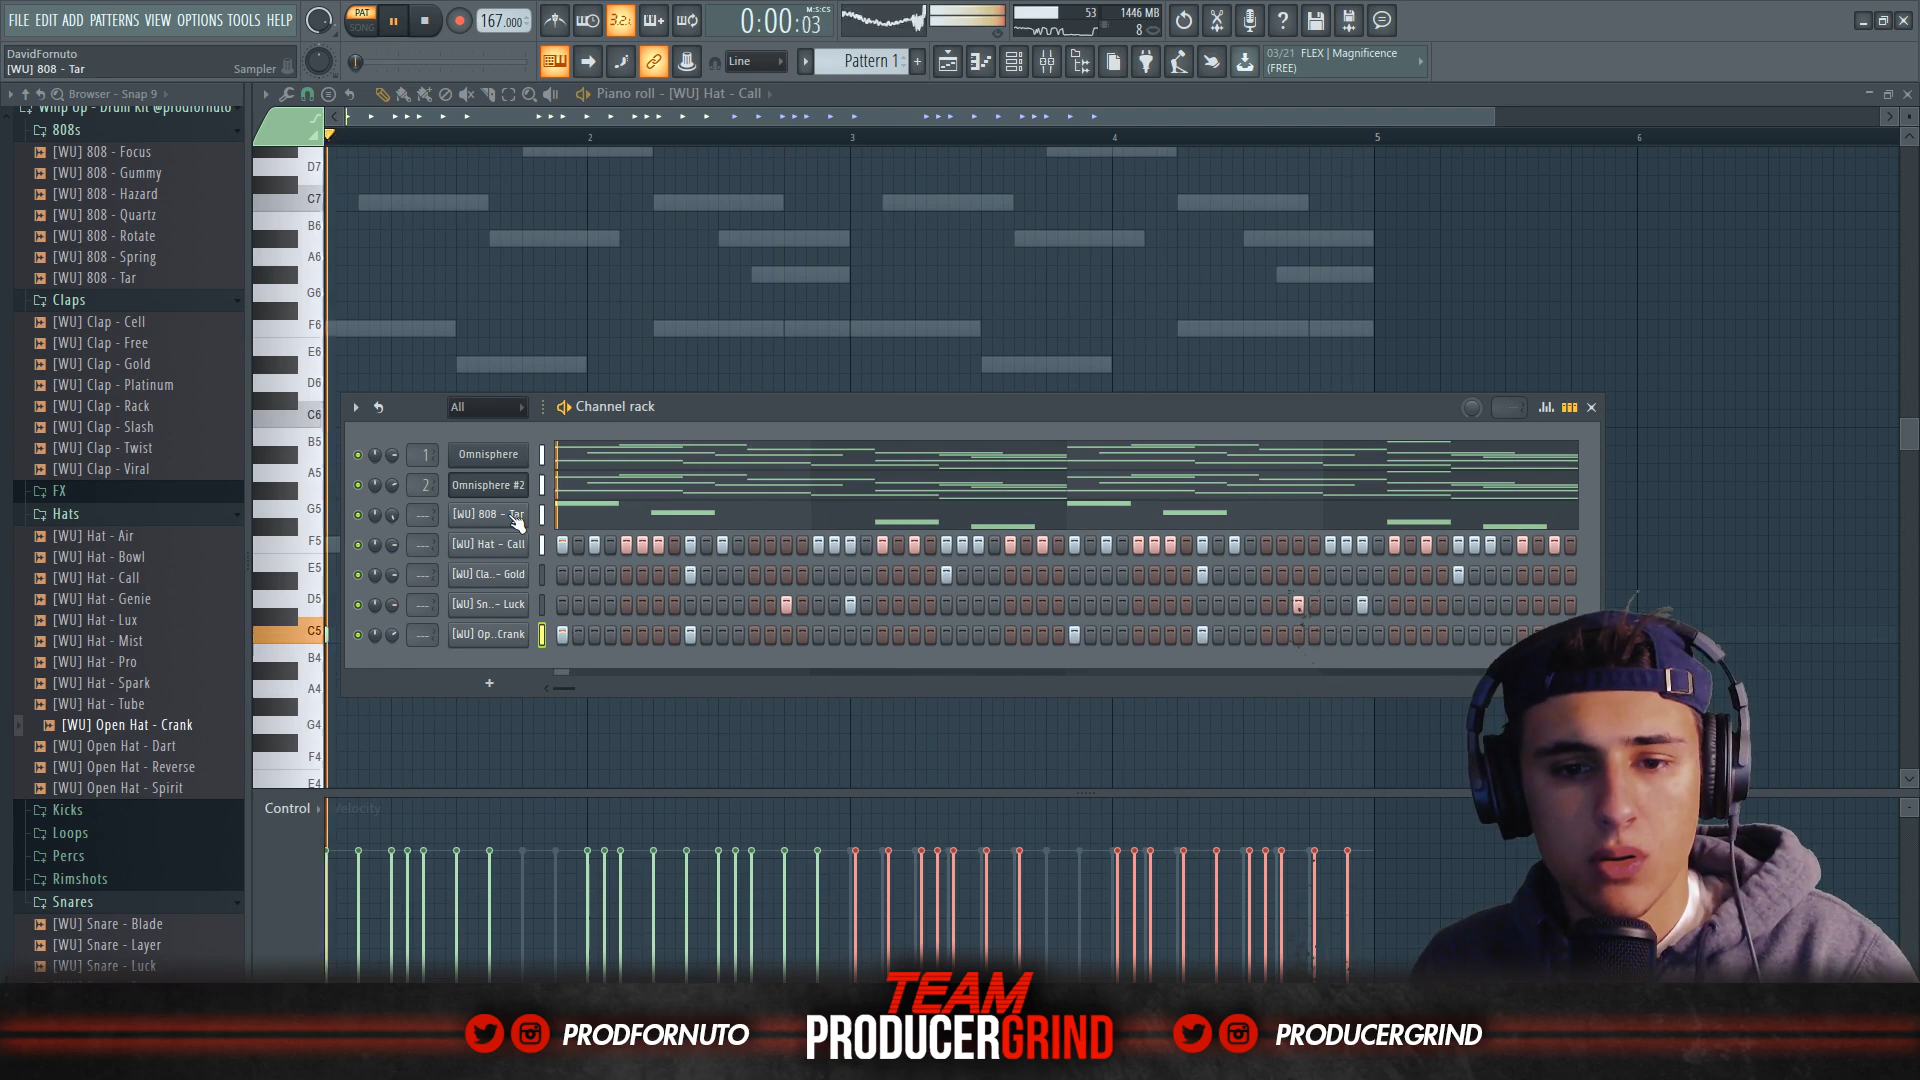 FILE EDIT ADD PATTERNS VIEW OPTIONS TOOLS HELP
PAT
SONG
167.000
3.2.
0:00:03
M:S:CS
53
1446 MB
8
DavidFornuto
[WU] 808 - Tar
Sampler
Line
Pattern 1
03/21 FLEX | Magnificence
(FREE)
Browser - Snap 9
Piano roll - [WU] Hat - Call
Whip Up - Drum Kit @prodfornuto
808s
[WU] 808 - Focus
[WU] 808 - Gummy
[WU] 808 - Hazard
[WU] 808 - Quartz
[WU] 808 - Rotate
[WU] 808 - Spring
[WU] 808 - Tar
Claps
[WU] Clap - Cell
[WU] Clap - Free
[WU] Clap - Gold
[WU] Clap - Platinum
[WU] Clap - Rack
[WU] Clap - Slash
[WU] Clap - Twist
[WU] Clap - Viral
FX
Hats
[WU] Hat - Air
[WU] Hat - Bowl
[WU] Hat - Call
[WU] Hat - Genie
[WU] Hat - Lux
[WU] Hat - Mist
[WU] Hat - Pro
[WU] Hat - Spark
[WU] Hat - Tube
[WU] Open Hat - Crank
[WU] Open Hat - Dart
[WU] Open Hat - Reverse
[WU] Open Hat - Spirit
Kicks
Loops
Percs
Rimshots
Snares
[WU] Snare - Blade
[WU] Snare - Layer
[WU] Snare - Luck
2 3 4 5 6
D7
C7
B6
A6
G6
F6
E6
D6
C6
B5
A5
G5
F5
E5
D5
C5
B4
A4
G4
F4
E4
All
Channel rack
1
Omnisphere
2
Omnisphere #2
[WU] 808 - Tar
[WU] Hat - Call
[WU] Cla..- Gold
[WU] Sn..- Luck
[WU] Op..Crank
+
Control
Velocity
TEAM
PRODUCERGRIND
PRODFORNUTO
PRODUCERGRIND